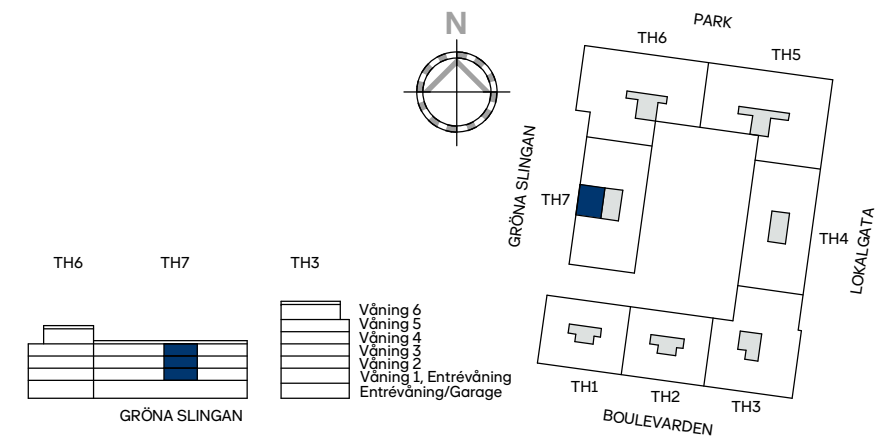 N
PARK
TH6
TH5
GRÖNA SLINGAN
TH7
TH4
LOKALGATA
TH6
TH7
TH3
Våning 6
Våning 5
Våning 4
Våning 3
Våning 2
Våning 1, Entrévåning
Entrévåning/Garage
GRÖNA SLINGAN
TH1
TH2
TH3
BOULEVARDEN